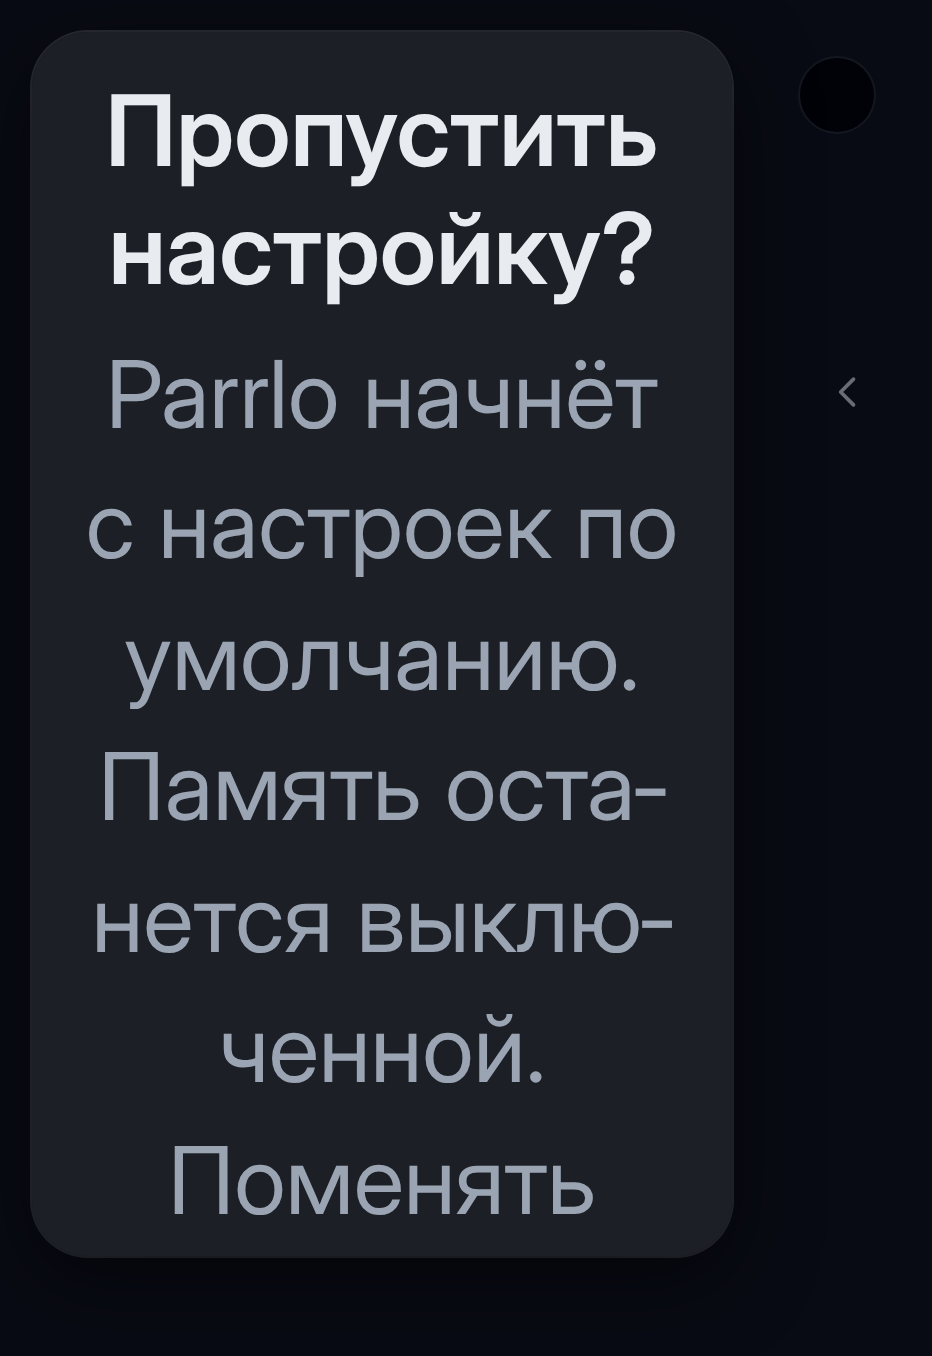 Пропустить
настройку?
Parrlo начнёт
с настроек по
умолчанию.
Память оста-
нется выклю-
ченной.
Поменять